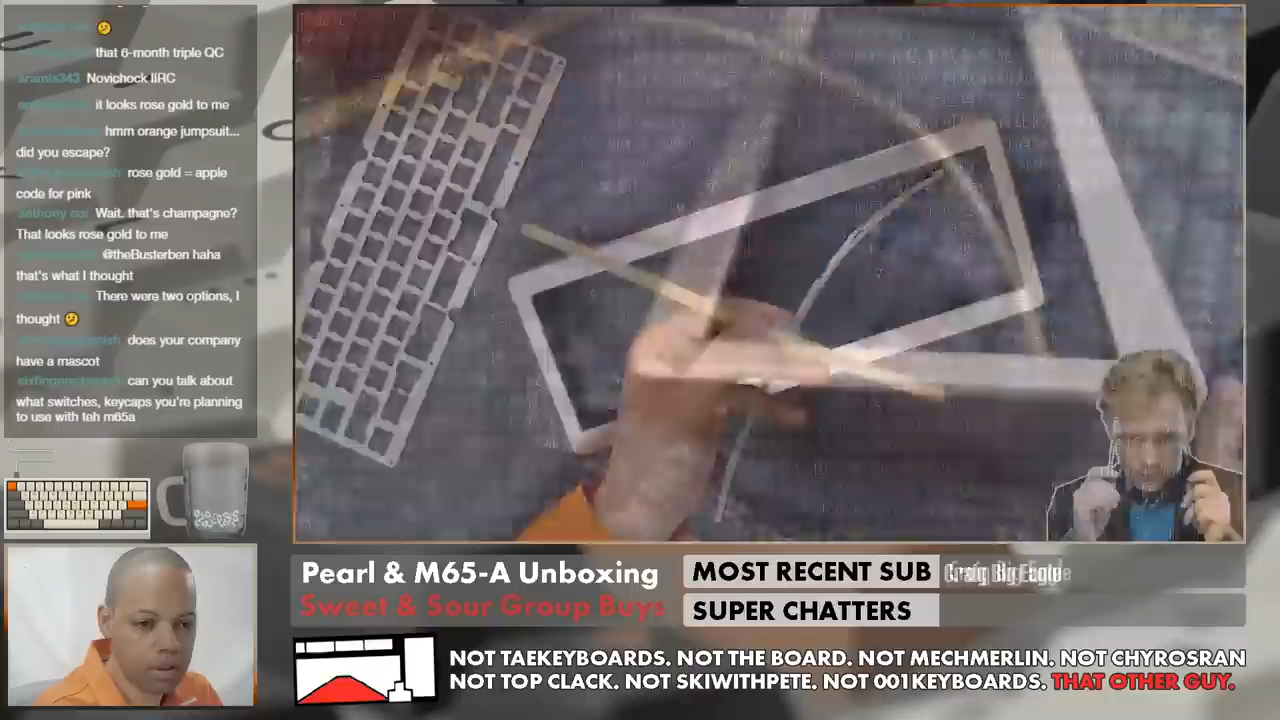 that 6-month triple QC
aramis343 Novichock IIRC
it looks rose gold to me
hmm orange jumpsuit...
did you escape?
rose gold = apple
code for pink
Wait. that's champagne?
That looks rose gold to me
@theBusterben haha
that's what I thought
There were two options, I
thought
does your company
have a mascot
can you talk about
what switches, keycaps you're planning
to use with teh m65a
Pearl & M65-A Unboxing
Sweet & Sour Group Buys
MOST RECENT SUB
SUPER CHATTERS
NOT TAEKEYBOARDS. NOT THE BOARD. NOT MECHMERLIN. NOT CHYROSRAN
NOT TOP CLACK. NOT SKIWITHPETE. NOT 001KEYBOARDS. THAT OTHER GUY.